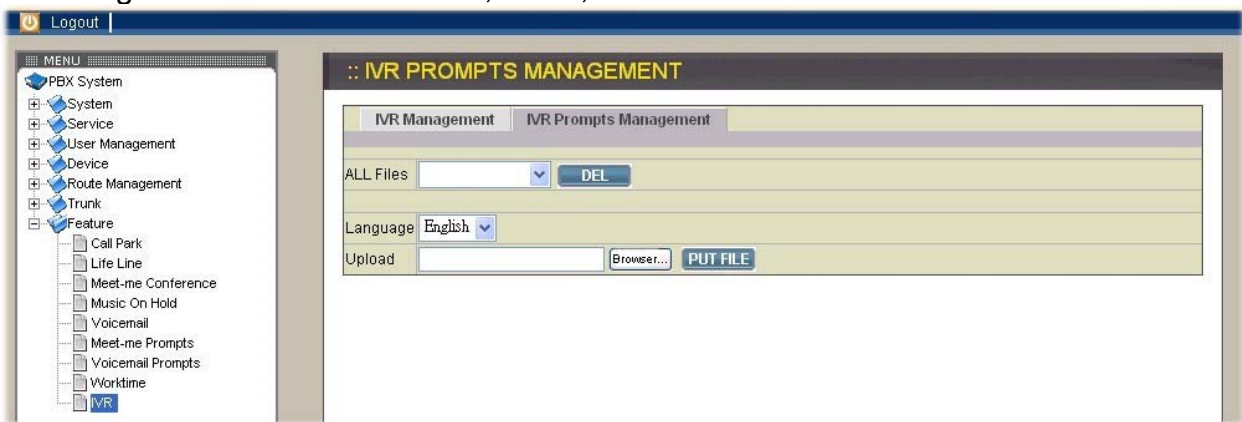 Logout
MENU
PBX System
System
Service
User Management
Device
Route Management
Trunk
Feature
Call Park
Life Line
Meet-me Conference
Music On Hold
Voicemail
Meet-me Prompts
Voicemail Prompts
Worktime
IVR
:: IVR PROMPTS MANAGEMENT
IVR Management IVR Prompts Management
ALL Files DEL
Language English
Upload Browser... PUT FILE